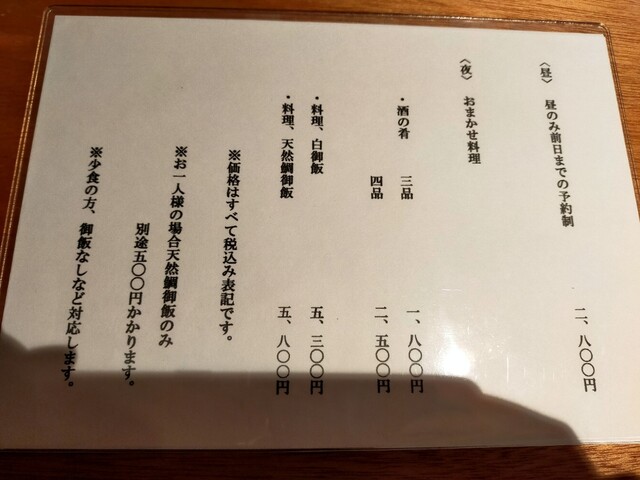 〈昼〉 昼のみ前日までの予約制 二、八〇〇円
〈夜〉 おまかせ料理
・酒の肴 三品 一、八〇〇円
四品 二、五〇〇円
・料理、白御飯 五、三〇〇円
・料理、天然鯛御飯 五、八〇〇円
※価格はすべて税込み表記です。
※お一人様の場合天然鯛御飯のみ
別途五〇〇円かかります。
※少食の方、御飯なしなど対応します。